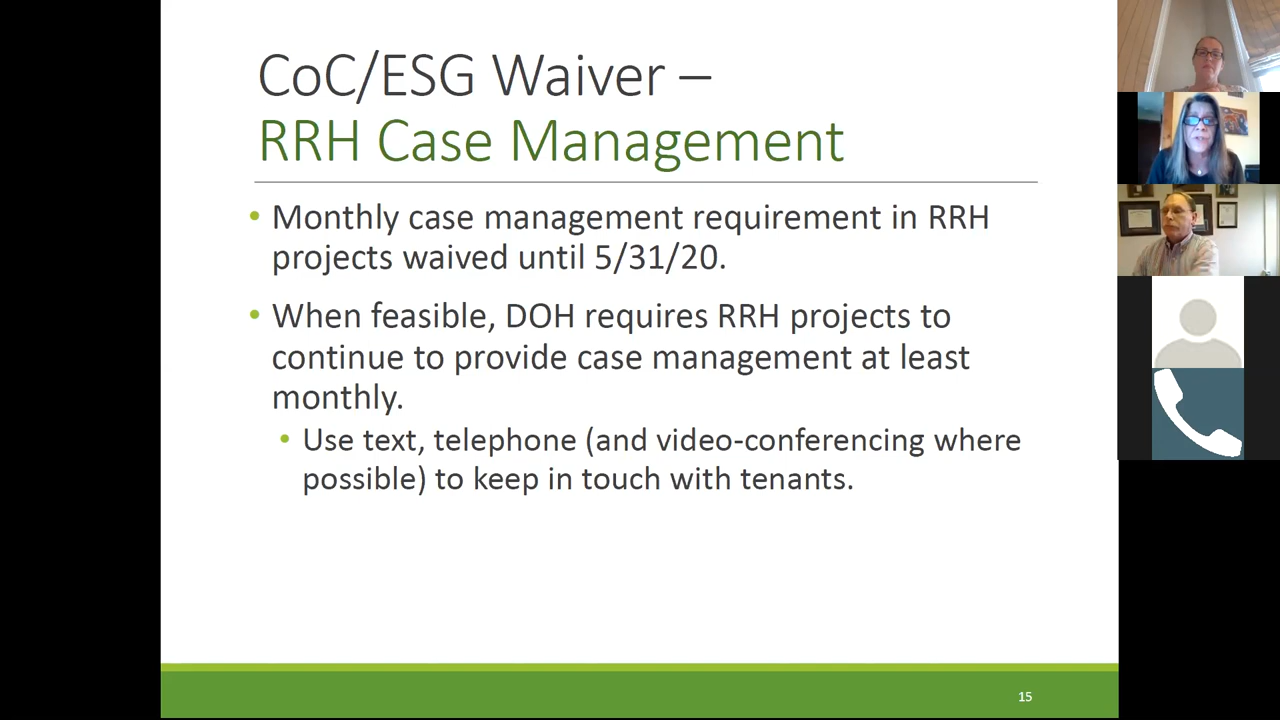 CoC/ESG Waiver –
RRH Case Management
• Monthly case management requirement in RRH
projects waived until 5/31/20.
• When feasible, DOH requires RRH projects to
continue to provide case management at least
monthly.
• Use text, telephone (and video-conferencing where
possible) to keep in touch with tenants.
15